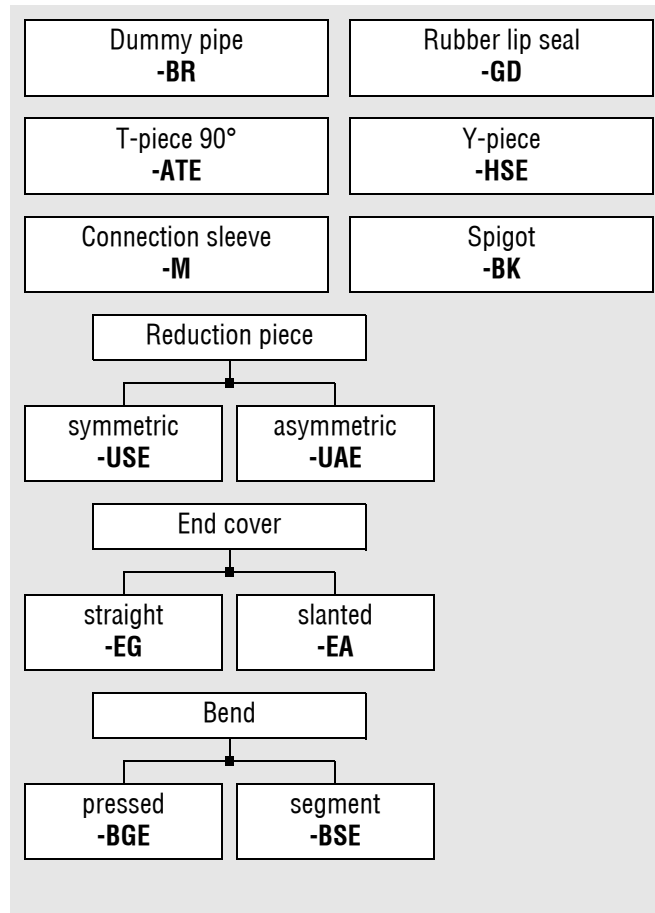 Dummy pipe
-BR
Rubber lip seal
-GD
T-piece 90°
-ATE
Y-piece
-HSE
Connection sleeve
-M
Spigot
-BK
Reduction piece
symmetric
-USE
asymmetric
-UAE
End cover
straight
-EG
slanted
-EA
Bend
pressed
-BGE
segment
-BSE